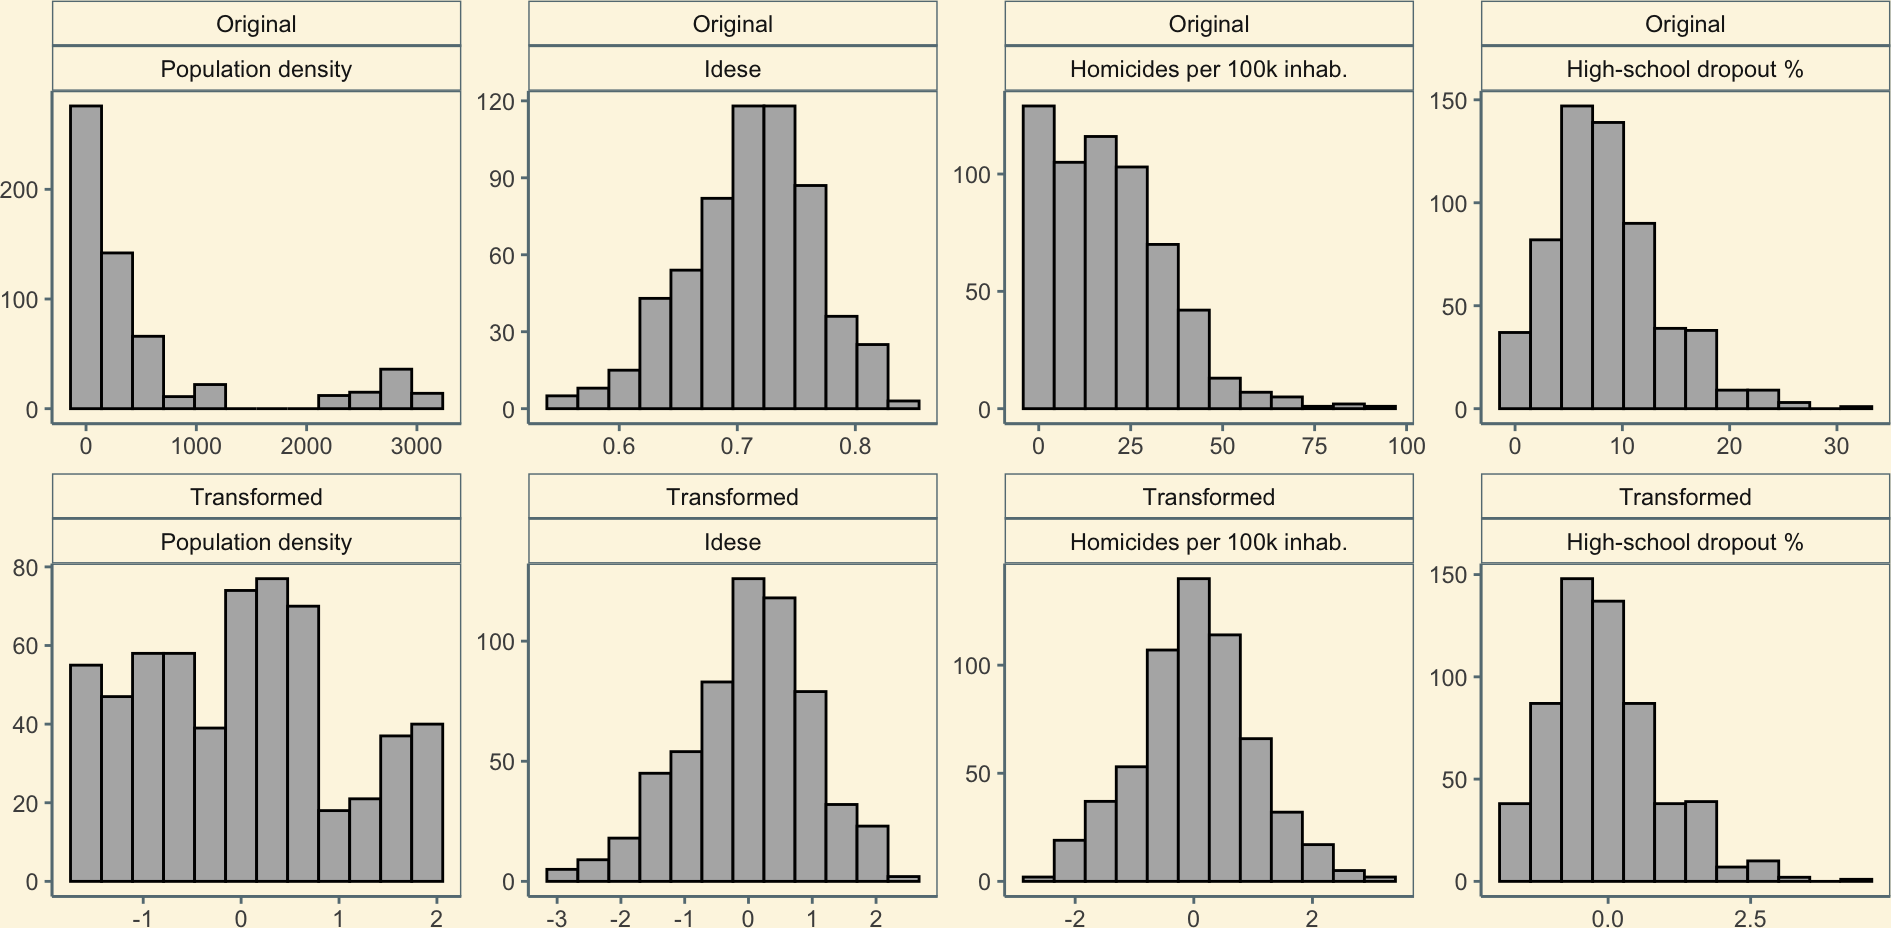 Original Original Original Original
Population density Idese Homicides per 100k inhab. High-school dropout %
200
100
0
0 1000 2000 3000
120
90
60
30
0
0.6 0.7 0.8
100
50
0
0 25 50 75 100
150
100
50
0
0 10 20 30
Transformed Transformed Transformed Transformed
Population density Idese Homicides per 100k inhab. High-school dropout %
80
60
40
20
0
-1 0 1 2
100
50
0
-3 -2 -1 0 1 2
100
50
0
-2 0 2
150
100
50
0
0.0 2.5